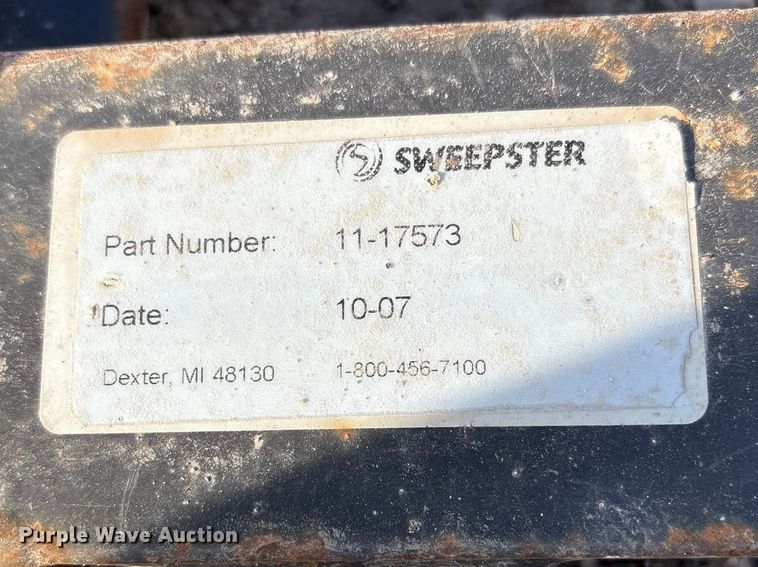 SWEEPSTER
Part Number: 11-17573
Date: 10-07
Dexter, MI 48130 1-800-456-7100
Purple Wave Auction